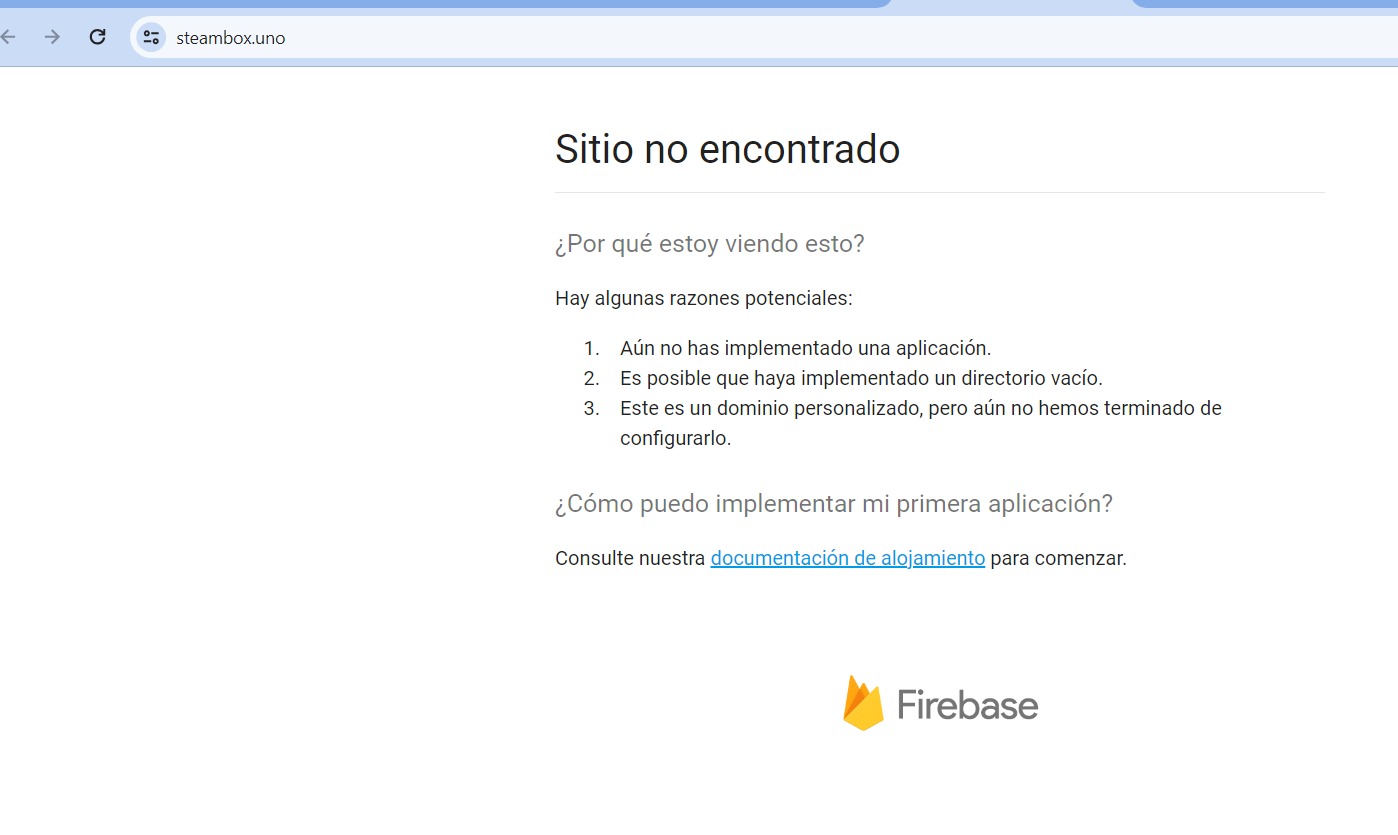 steambox.uno
Sitio no encontrado
¿Por qué estoy viendo esto?
Hay algunas razones potenciales:
1. Aún no has implementado una aplicación.
2. Es posible que haya implementado un directorio vacío.
3. Este es un dominio personalizado, pero aún no hemos terminado de
configurarlo.
¿Cómo puedo implementar mi primera aplicación?
Consulte nuestra documentación de alojamiento para comenzar.
Firebase